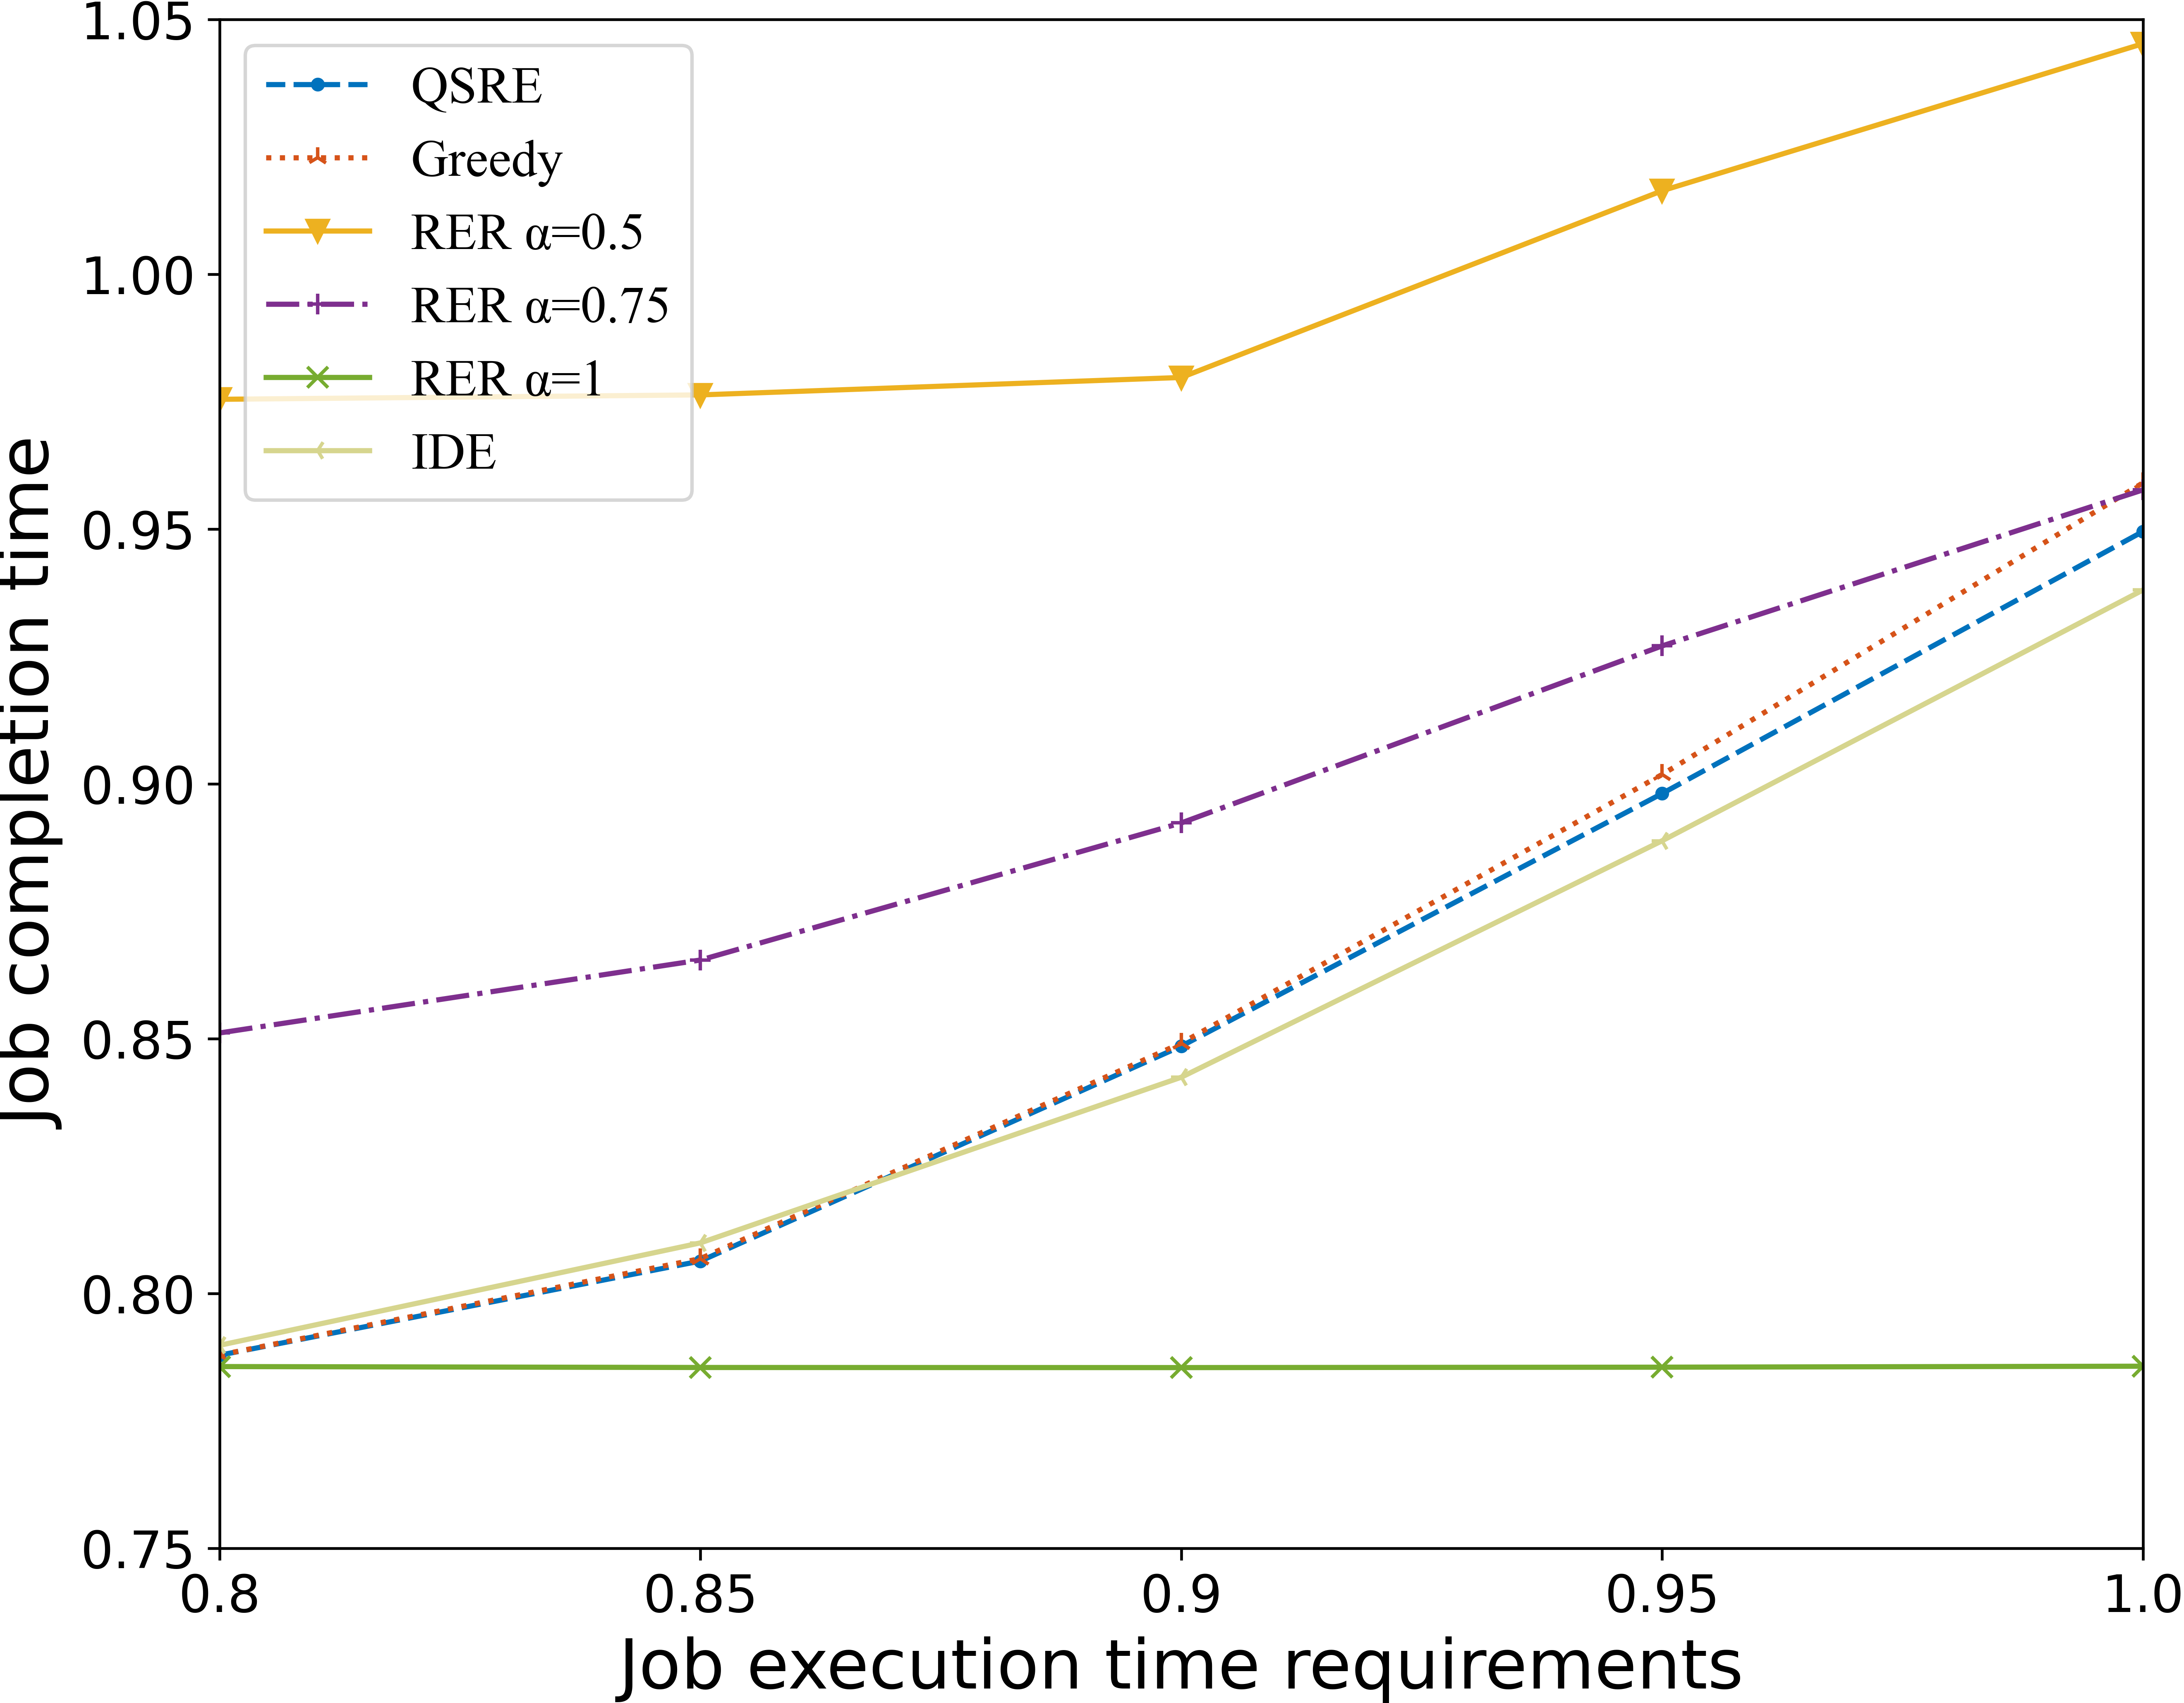 1.05
1.00
0.95
0.90
0.85
0.80
0.75
Job completion time
QSRE
Greedy
RER α=0.5
RER α=0.75
RER α=1
IDE
0.8 0.85 0.9 0.95 1.0
Job execution time requirements